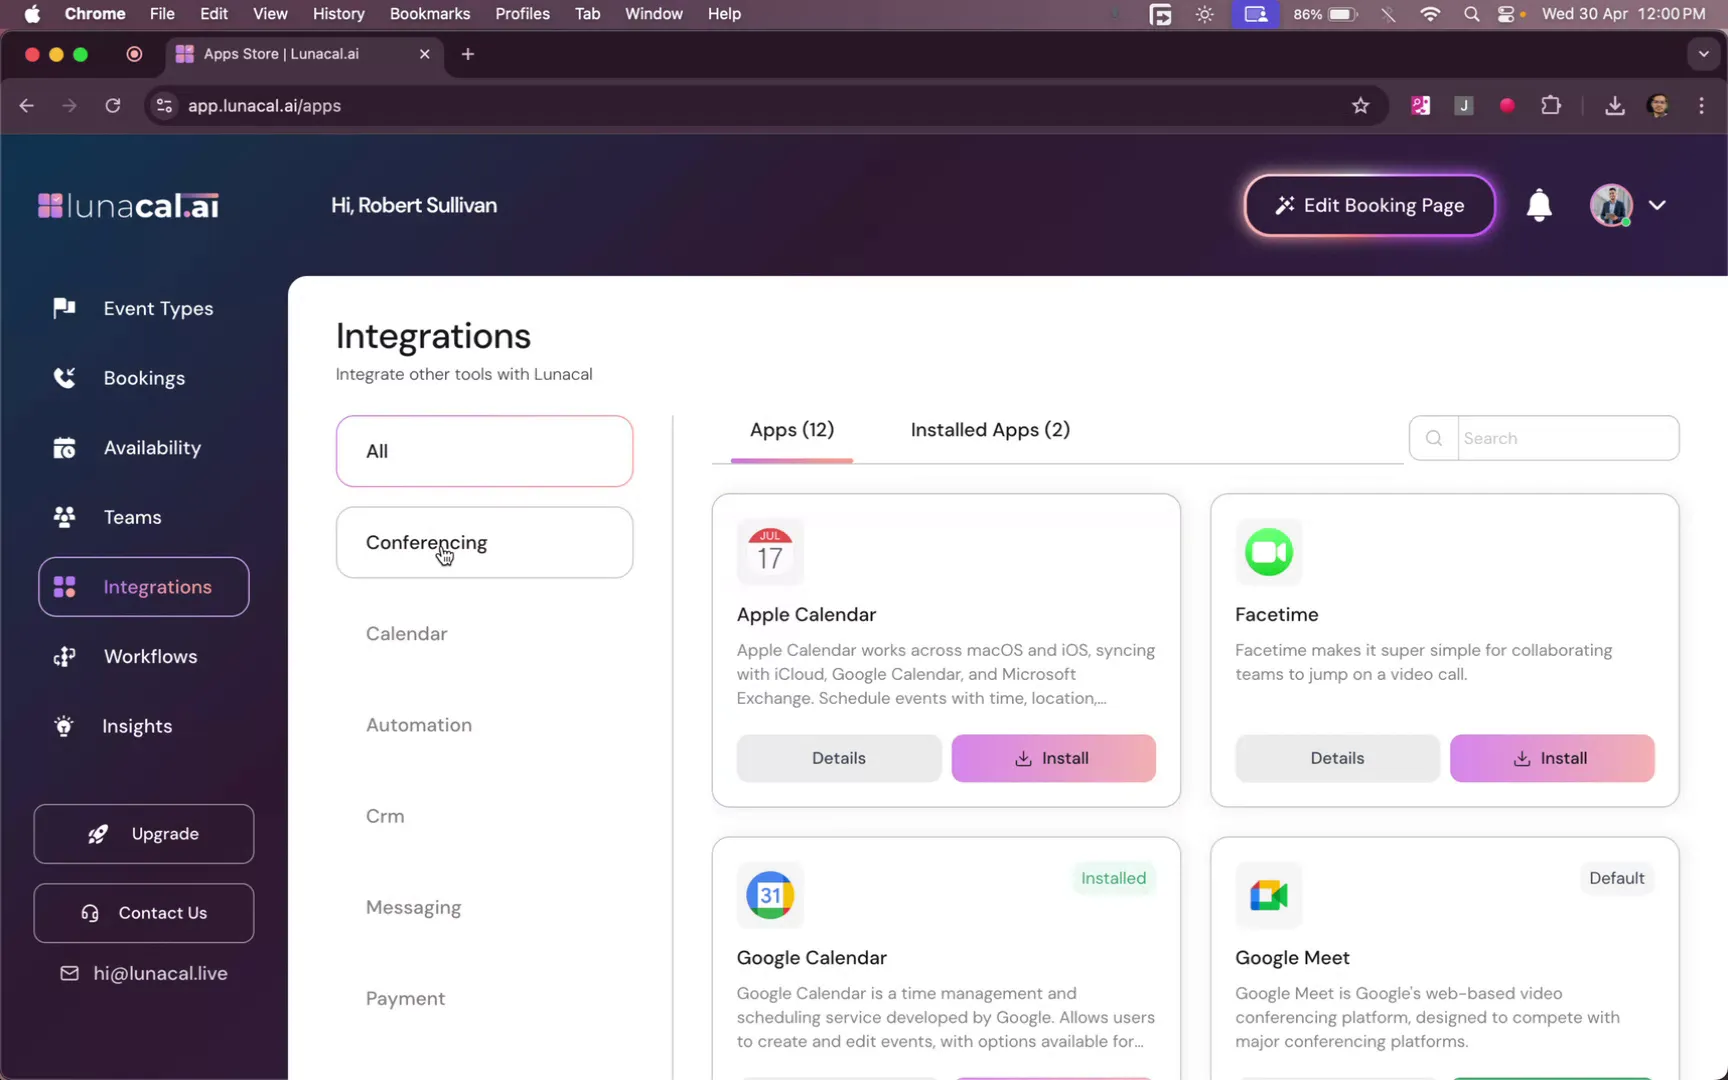 Chrome File Edit View History Bookmarks Profiles Tab Window Help
86% Wed 30 Apr 12:00 PM
Apps Store | Lunacal.ai
app.lunacal.ai/apps
J
lunacal.ai
Hi, Robert Sullivan
Edit Booking Page
Event Types
Bookings
Availability
Teams
Integrations
Workflows
Insights
Upgrade
Contact Us
hi@lunacal.live
Integrations
Integrate other tools with Lunacal
All
Conferencing
Calendar
Automation
Crm
Messaging
Payment
Apps (12)
Installed Apps (2)
Search
JUL
17
Apple Calendar
Apple Calendar works across macOS and iOS, syncing
with iCloud, Google Calendar, and Microsoft
Exchange. Schedule events with time, location,...
Details
Install
Facetime
Facetime makes it super simple for collaborating
teams to jump on a video call.
Details
Install
31
Installed
Google Calendar
Google Calendar is a time management and
scheduling service developed by Google. Allows users
to create and edit events, with options available for...
Default
Google Meet
Google Meet is Google's web-based video
conferencing platform, designed to compete with
major conferencing platforms.